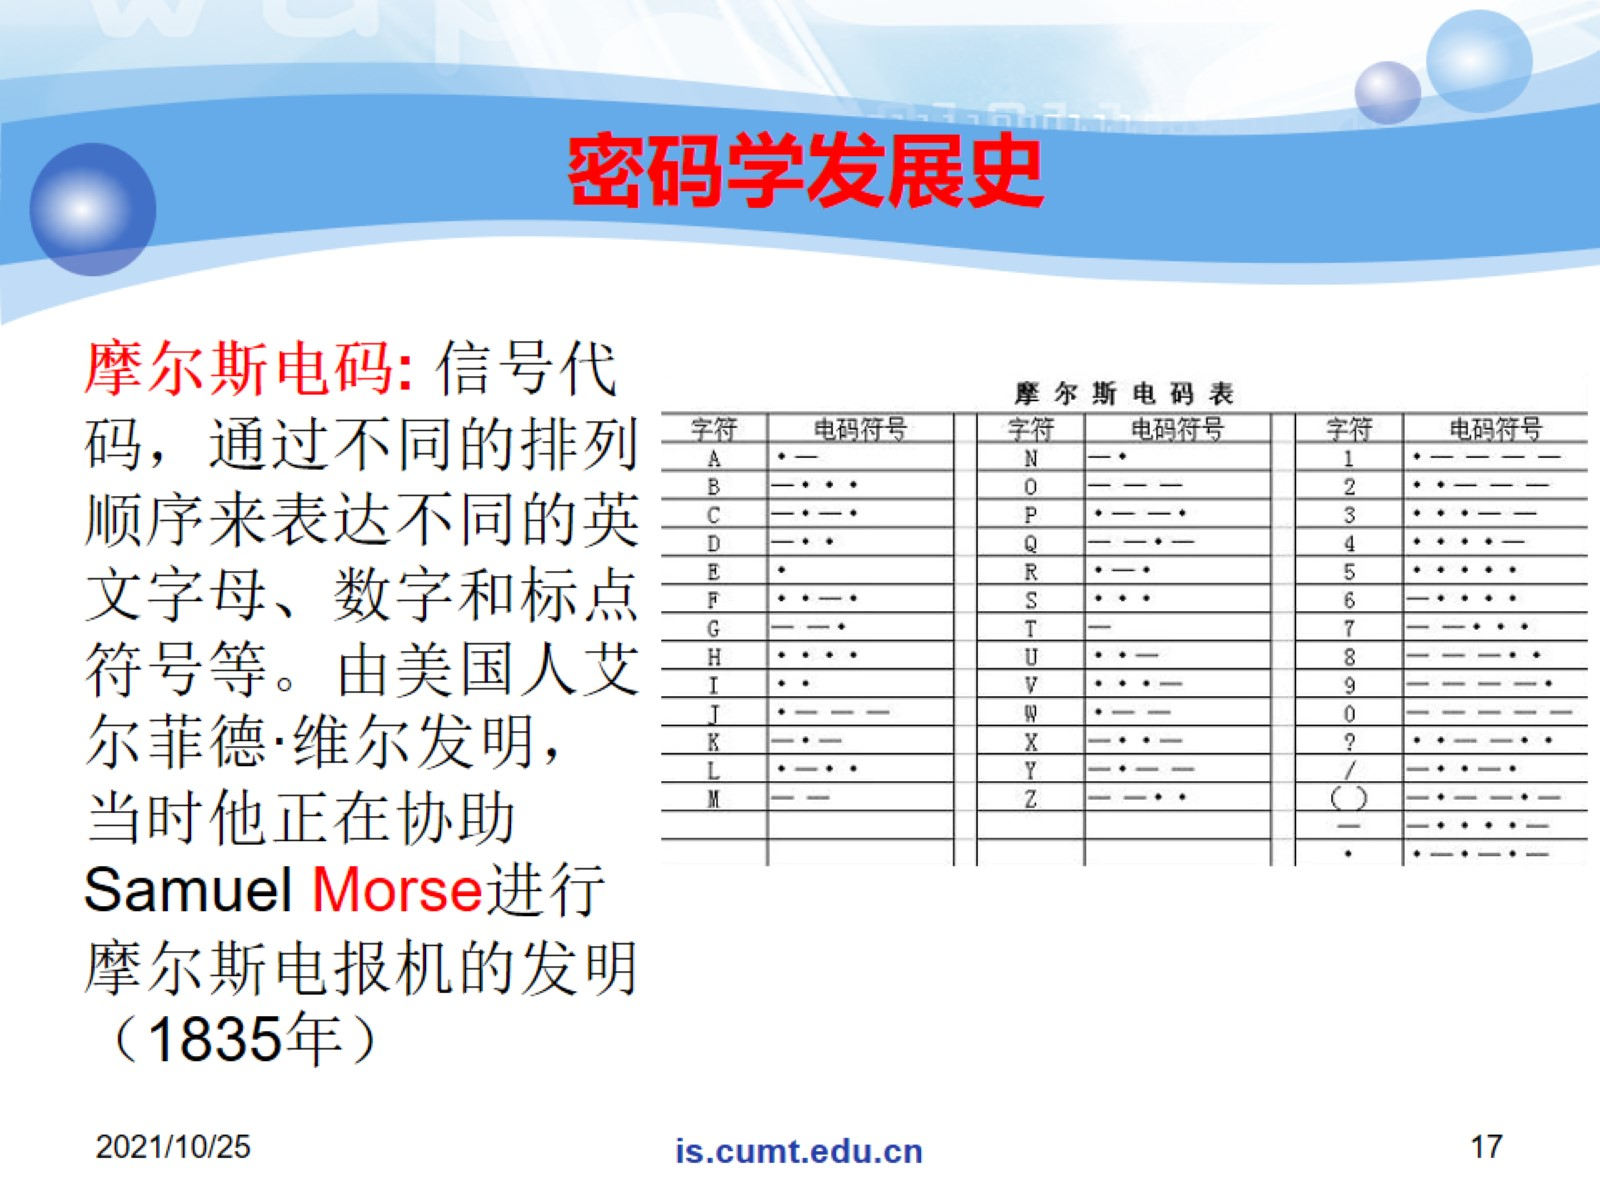 密码学发展史
摩尔斯电码: 信号代
码，通过不同的排列
顺序来表达不同的英
文字母、数字和标点
符号等。由美国人艾
尔菲德·维尔发明，
当时他正在协助
Samuel Morse进行
摩尔斯电报机的发明
（1835年）
摩 尔 斯 电 码 表
字符 电码符号 字符 电码符号 字符 电码符号
A ·— N —· 1 ·————
B —··· O ——— 2 ··———
C —·—· P ·——· 3 ···——
D —·· Q ——·— 4 ····—
E · R ·—· 5 ·····
F ··—· S ··· 6 —····
G ——· T — 7 ——···
H ···· U ··— 8 ———··
I ·· V ···— 9 ————·
J ·——— W ·—— 0 —————
K —·— X —··— ? ··——··
L ·—·· Y —·—— / —··—·
M —— Z ——·· ( ) —·——·—
— —····—
· ·—·—·—
2021/10/25 is.cumt.edu.cn 17